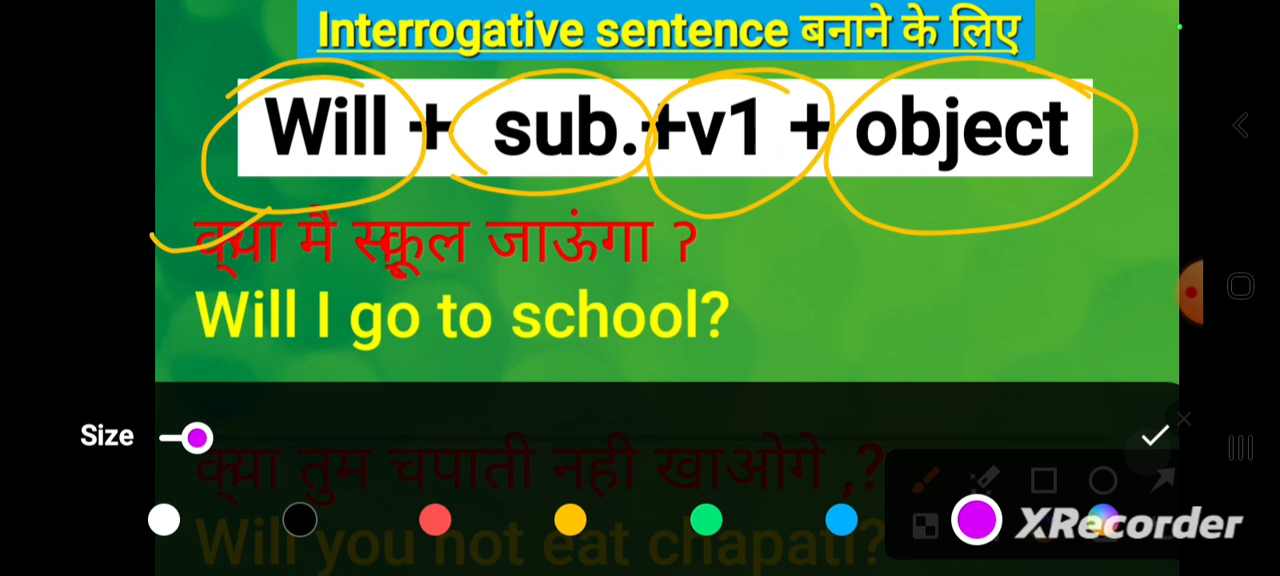 Interrogative sentence बनाने के लिए
Will + sub.+v1 + object
क्या मै स्कूल जाऊंगा ?
Will I go to school?
Size
क्या तुम चपाती नही खाओगे ,?
Will you not eat chapati?
XRecorder